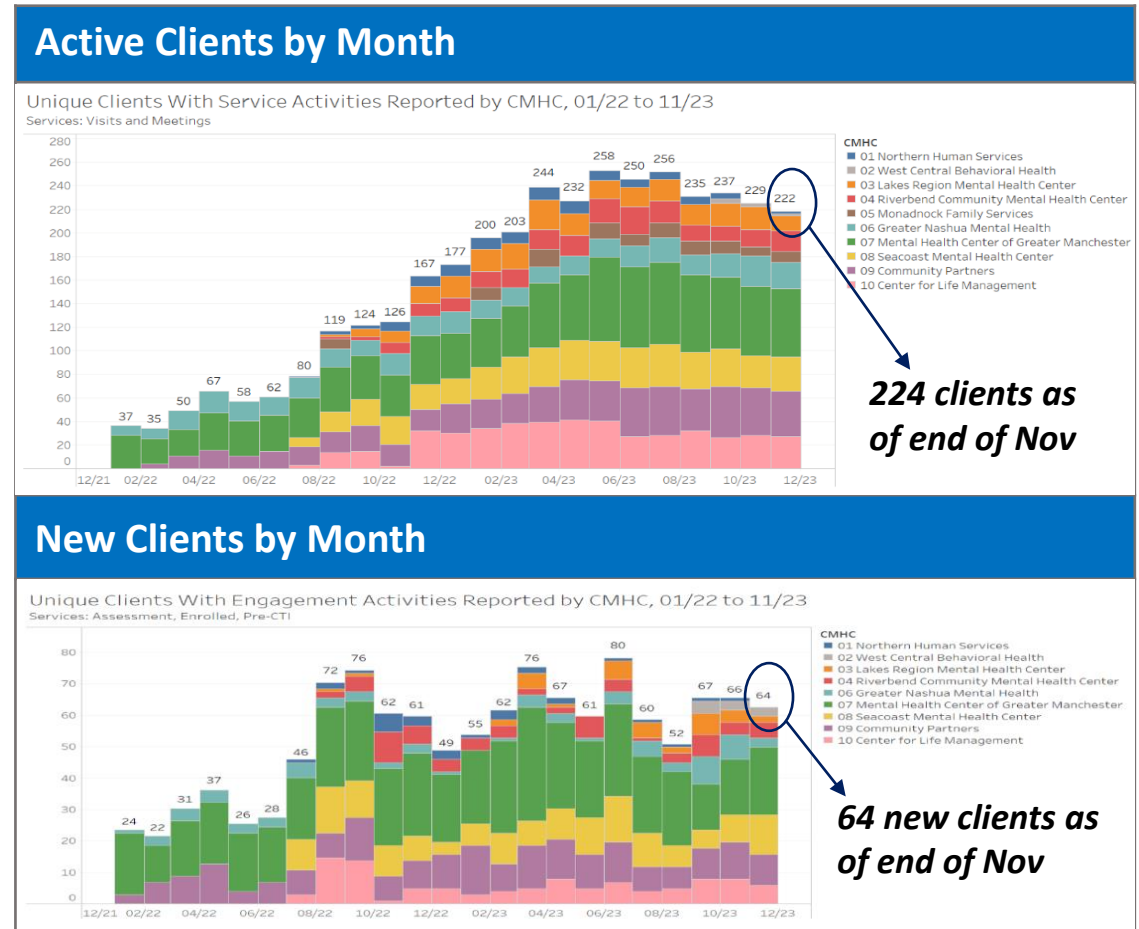 Active Clients by Month
Unique Clients With Service Activities Reported by CMHC, 01/22 to 11/23
Services: Visits and Meetings
280
260
240
220
200
180
160
140
120
100
80
60
40
20
0
37 35 50 67 58 62 80 119 124 126 167 177 200 203 244 232 258 250 256 235 237 229 222
12/21 02/22 04/22 06/22 08/22 10/22 12/22 02/23 04/23 06/23 08/23 10/23 12/23
CMHC
01 Northern Human Services
02 West Central Behavioral Health
03 Lakes Region Mental Health Center
04 Riverbend Community Mental Health Center
05 Monadnock Family Services
06 Greater Nashua Mental Health
07 Mental Health Center of Greater Manchester
08 Seacoast Mental Health Center
09 Community Partners
10 Center for Life Management
224 clients as
of end of Nov
New Clients by Month
Unique Clients With Engagement Activities Reported by CMHC, 01/22 to 11/23
Services: Assessment, Enrolled, Pre-CTI
80
70
60
50
40
30
20
10
0
24 22 31 37 26 28 46 72 76 62 61 49 55 62 76 67 61 80 60 52 67 66 64
12/21 02/22 04/22 06/22 08/22 10/22 12/22 02/23 04/23 06/23 08/23 10/23 12/23
CMHC
01 Northern Human Services
02 West Central Behavioral Health
03 Lakes Region Mental Health Center
04 Riverbend Community Mental Health Center
06 Greater Nashua Mental Health
07 Mental Health Center of Greater Manchester
08 Seacoast Mental Health Center
09 Community Partners
10 Center for Life Management
64 new clients as
of end of Nov